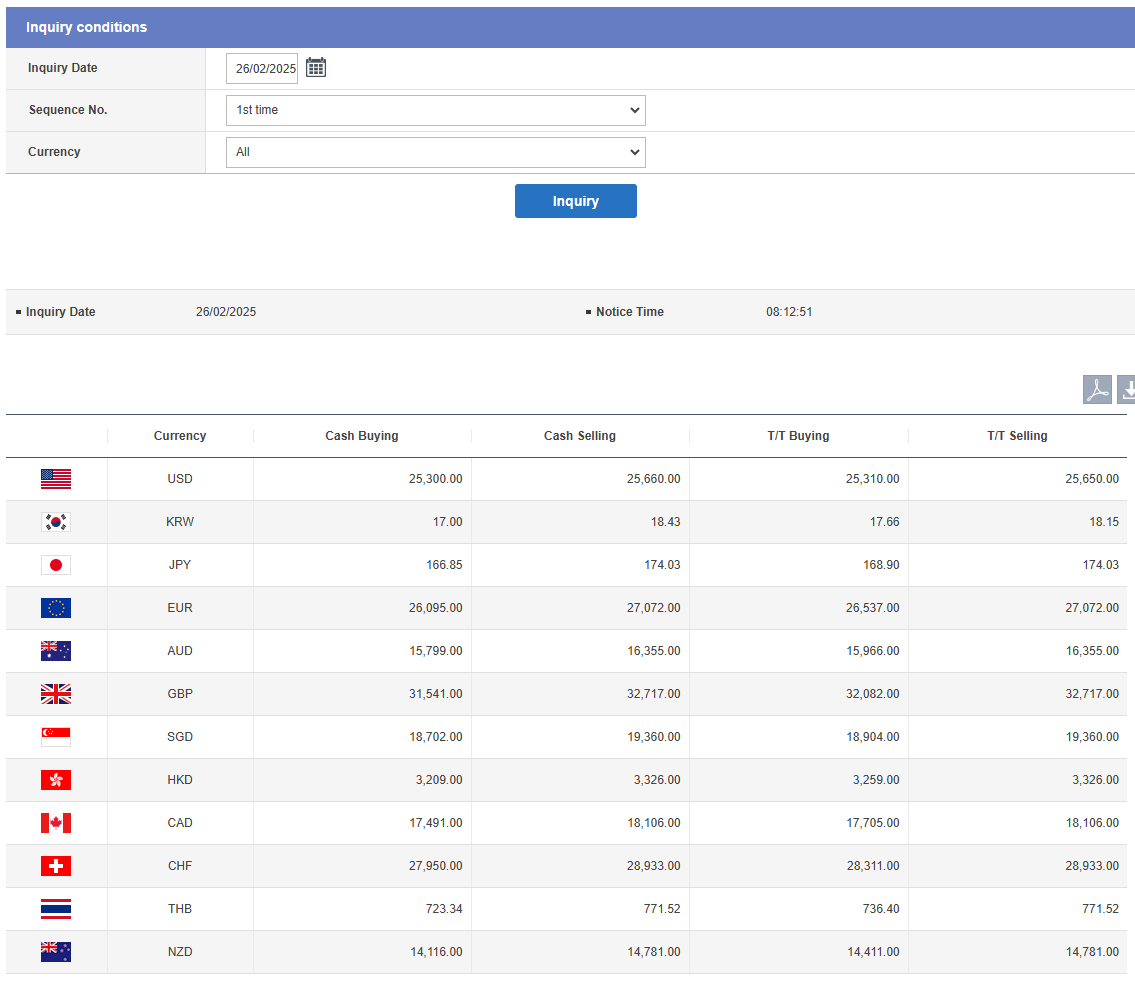 Inquiry conditions
Inquiry Date 26/02/2025
Sequence No. 1st time
Currency All
Inquiry
Inquiry Date 26/02/2025 Notice Time 08:12:51
Currency Cash Buying Cash Selling T/T Buying T/T Selling
USD 25,300.00 25,660.00 25,310.00 25,650.00
KRW 17.00 18.43 17.66 18.15
JPY 166.85 174.03 168.90 174.03
EUR 26,095.00 27,072.00 26,537.00 27,072.00
AUD 15,799.00 16,355.00 15,966.00 16,355.00
GBP 31,541.00 32,717.00 32,082.00 32,717.00
SGD 18,702.00 19,360.00 18,904.00 19,360.00
HKD 3,209.00 3,326.00 3,259.00 3,326.00
CAD 17,491.00 18,106.00 17,705.00 18,106.00
CHF 27,950.00 28,933.00 28,311.00 28,933.00
THB 723.34 771.52 736.40 771.52
NZD 14,116.00 14,781.00 14,411.00 14,781.00